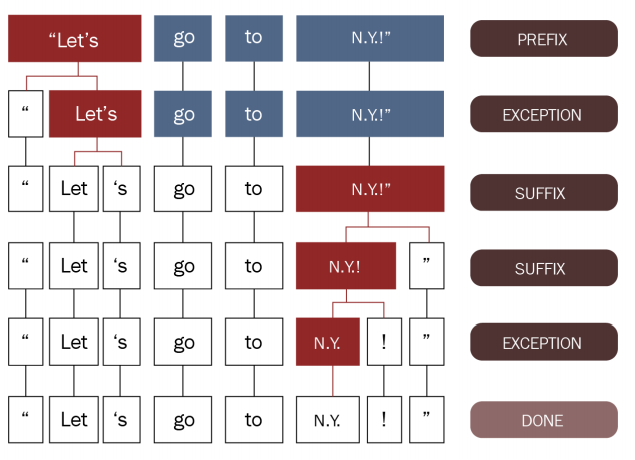 “Let’s go to N.Y.!” PREFIX
“ Let’s go to N.Y.!” EXCEPTION
“ Let ‘s go to N.Y.!” SUFFIX
“ Let ‘s go to N.Y.! ” SUFFIX
“ Let ‘s go to N.Y. ! ” EXCEPTION
“ Let ‘s go to N.Y. ! ” DONE